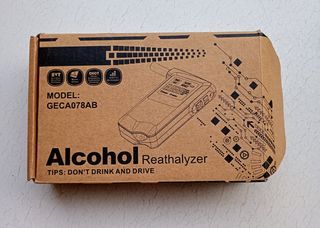 MODEL:
GECA078AB
Alcohol Reathalyzer
TIPS: DON'T DRINK AND DRIVE